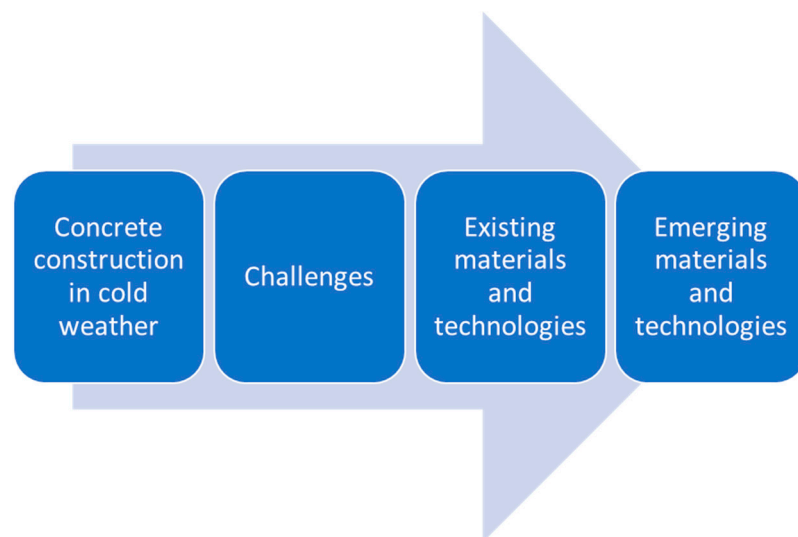 Concrete
construction
in cold
weather
Challenges
Existing
materials
and
technologies
Emerging
materials
and
technologies